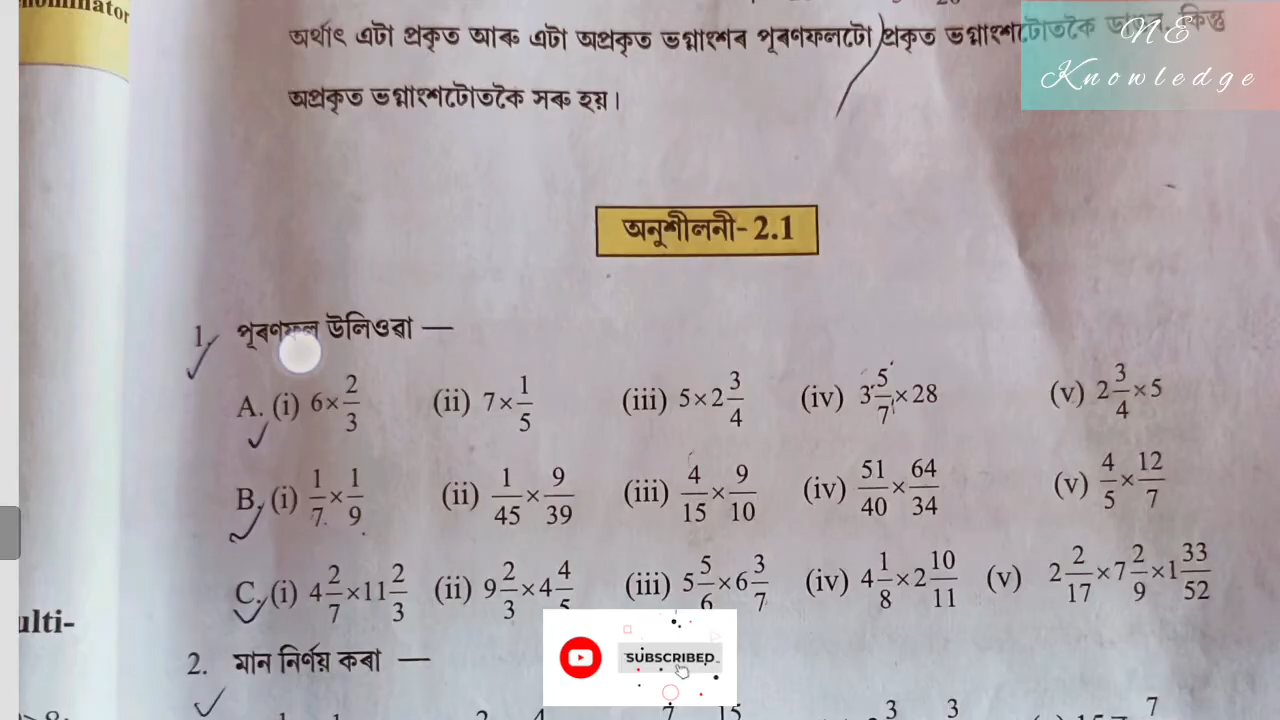 অৰ্থাৎ এটা প্ৰকৃত আৰু এটা অপ্ৰকৃত ভগ্নাংশৰ পূৰণফলটো প্ৰকৃত ভগ্নাংশটোতকৈ কিন্তু
NE
Knowledge
অপ্ৰকৃত ভগ্নাংশটোতকৈ সৰু হয়।
অনুশীলনী- 2.1
1. পূৰণফল উলিওৱা —
A. (i) 6×2/3 (ii) 7×1/5 (iii) 5×2 3/4 (iv) 3 5/7×28 (v) 2 3/4×5
B. (i) 1/7×1/9 (ii) 1/45×9/39 (iii) 4/15×9/10 (iv) 51/40×64/34 (v) 4/5×12/7
C. (i) 4 2/7×11 2/3 (ii) 9 2/3×4 4/5 (iii) 5 5/6×6 3/7 (iv) 4 1/8×2 10/11 (v) 2 2/17×7 2/9×1 33/52
ulti-
SUBSCRIBED
2. মান নিৰ্ণয় কৰা —